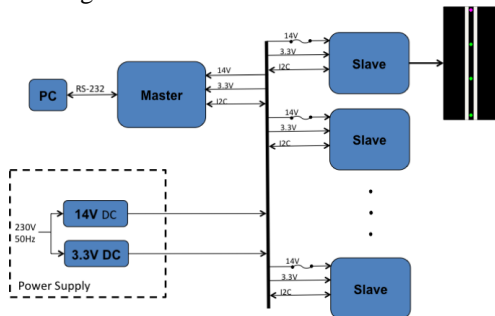 14V
3.3V
I2C
Slave
PC
RS-232
Master
14V
3.3V
I2C
14V
3.3V
I2C
Slave
230V
50Hz
14V DC
3.3V DC
Power Supply
14V
3.3V
I2C
Slave